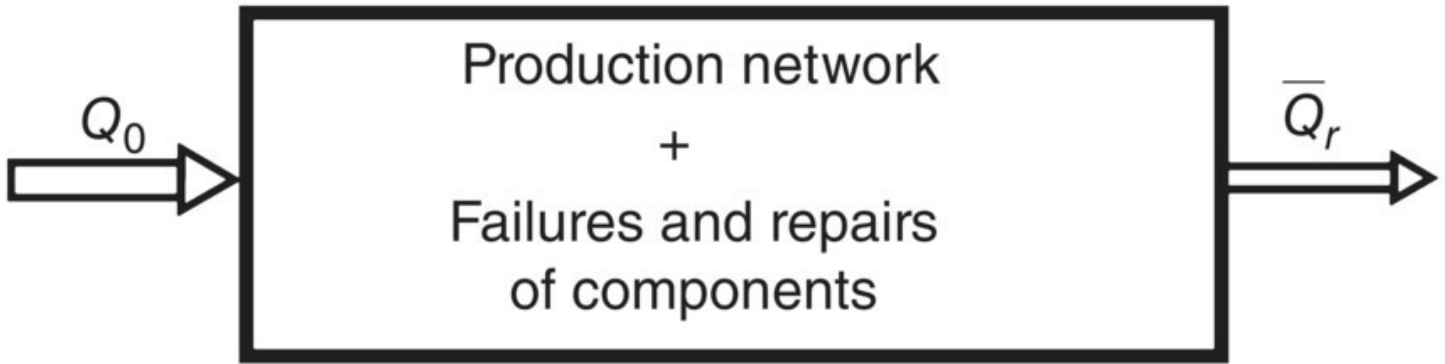 Q₀
Production network
+
Failures and repairs
of components
Q̅ᵣ